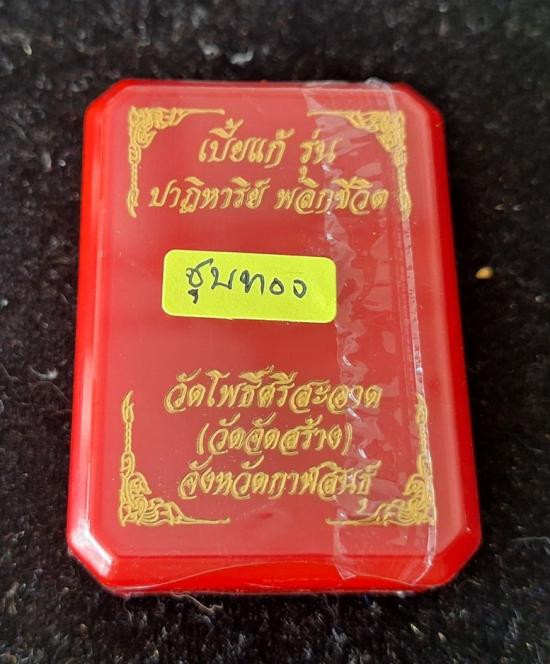 เบี้ยแก้ รุ่น
ปาฏิหาริย์ พลิกชีวิต
ชุบทอง
วัดโพธิ์ศรีสะอาด
(วัดจัดสร้าง)
จังหวัดกาฬสินธุ์